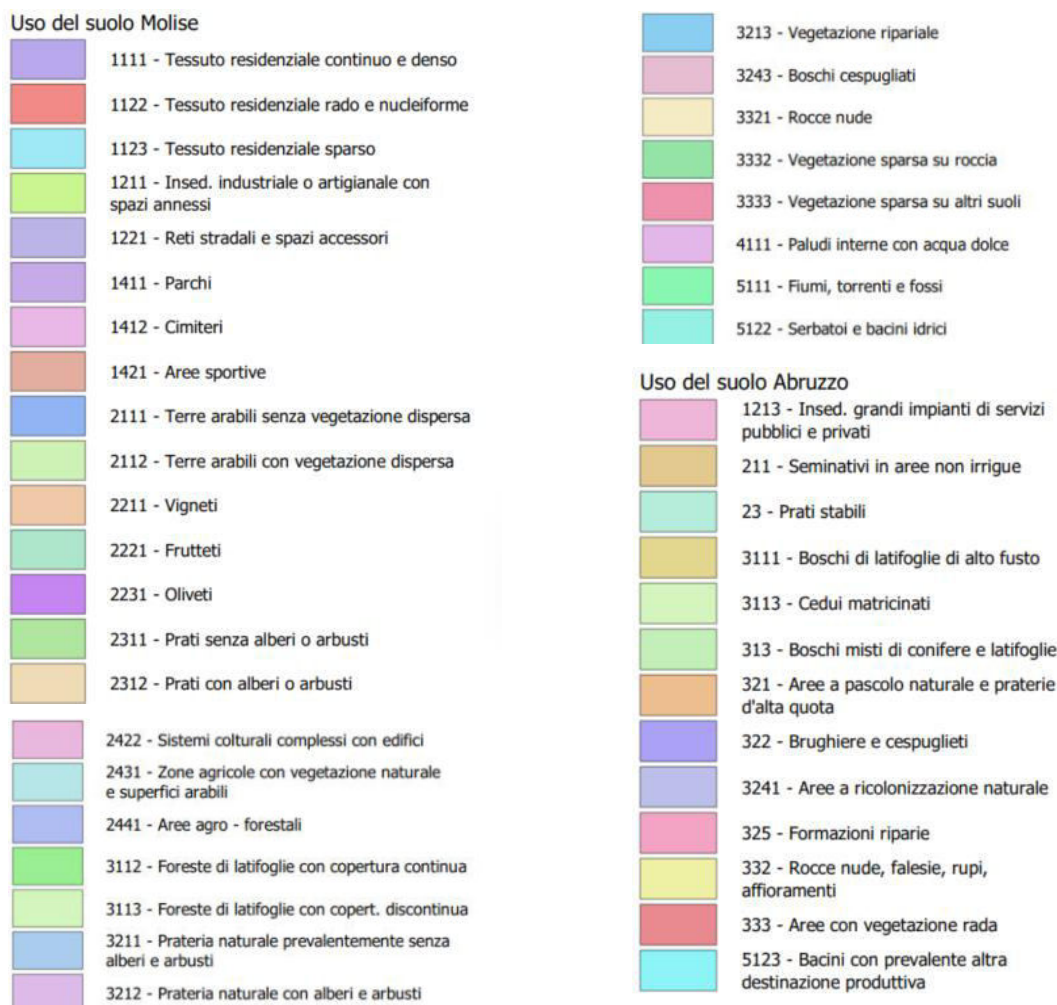 Uso del suolo Molise
1111 - Tessuto residenziale continuo e denso
1122 - Tessuto residenziale rado e nucleiforme
1123 - Tessuto residenziale sparso
1211 - Insed. industriale o artigianale con
spazi annessi
1221 - Reti stradali e spazi accessori
1411 - Parchi
1412 - Cimiteri
1421 - Aree sportive
2111 - Terre arabili senza vegetazione dispersa
2112 - Terre arabili con vegetazione dispersa
2211 - Vigneti
2221 - Frutteti
2231 - Oliveti
2311 - Prati senza alberi o arbusti
2312 - Prati con alberi o arbusti
2422 - Sistemi colturali complessi con edifici
2431 - Zone agricole con vegetazione naturale
e superfici arabili
2441 - Aree agro - forestali
3112 - Foreste di latifoglie con copertura continua
3113 - Foreste di latifoglie con copert. discontinua
3211 - Prateria naturale prevalentemente senza
alberi e arbusti
3212 - Prateria naturale con alberi e arbusti
3213 - Vegetazione ripariale
3243 - Boschi cespugliati
3321 - Rocce nude
3332 - Vegetazione sparsa su roccia
3333 - Vegetazione sparsa su altri suoli
4111 - Paludi interne con acqua dolce
5111 - Fiumi, torrenti e fossi
5122 - Serbatoi e bacini idrici
Uso del suolo Abruzzo
1213 - Insed. grandi impianti di servizi
pubblici e privati
211 - Seminativi in aree non irrigue
23 - Prati stabili
3111 - Boschi di latifoglie di alto fusto
3113 - Cedui matricinati
313 - Boschi misti di conifere e latifoglie
321 - Aree a pascolo naturale e praterie
d'alta quota
322 - Brughiere e cespuglieti
3241 - Aree a ricolonizzazione naturale
325 - Formazioni riparie
332 - Rocce nude, falesie, rupi,
affioramenti
333 - Aree con vegetazione rada
5123 - Bacini con prevalente altra
destinazione produttiva